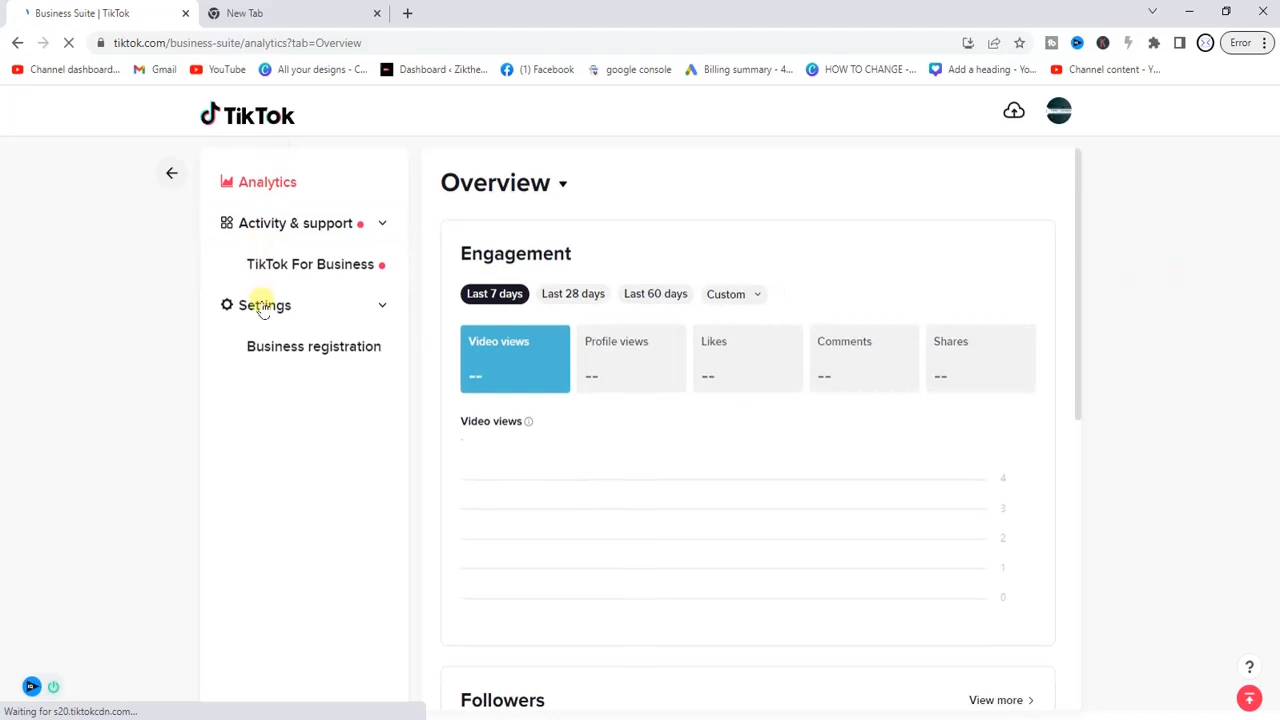 Business Suite | TikTok
New Tab
tiktok.com/business-suite/analytics?tab=Overview
Error
Channel dashboard...
Gmail
YouTube
All your designs - ...
Dashboard ‹ Zikthe...
(1) Facebook
google console
Billing summary - 4...
HOW TO CHANGE -...
Add a heading - Yo...
Channel content - Y...
TikTok
Analytics
Activity & support
TikTok For Business
Settings
Business registration
Overview
Engagement
Last 7 days
Last 28 days
Last 60 days
Custom
Video views
--
Profile views
--
Likes
--
Comments
--
Shares
--
Video views
-
4
3
2
1
0
Followers
View more
?
Waiting for s20.tiktokcdn.com...